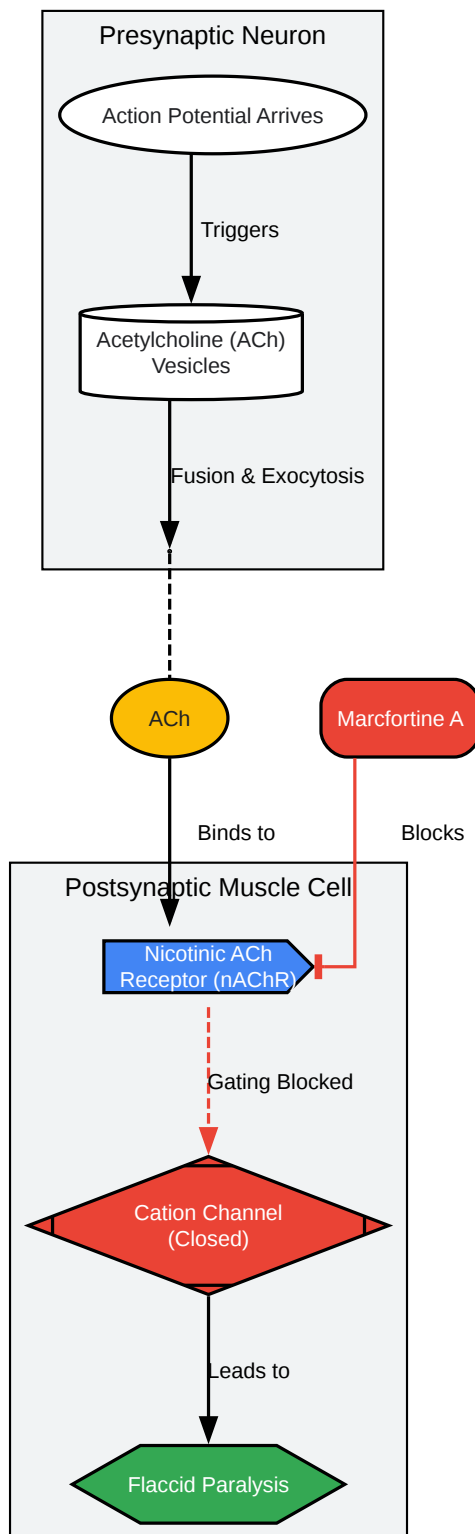 Presynaptic Neuron
Action Potential Arrives
Triggers
Acetylcholine (ACh)
Vesicles
Fusion & Exocytosis
ACh
Marcfortine A
Binds to
Blocks
Postsynaptic Muscle Cell
Nicotinic ACh
Receptor (nAChR)
Gating Blocked
Cation Channel
(Closed)
Leads to
Flaccid Paralysis